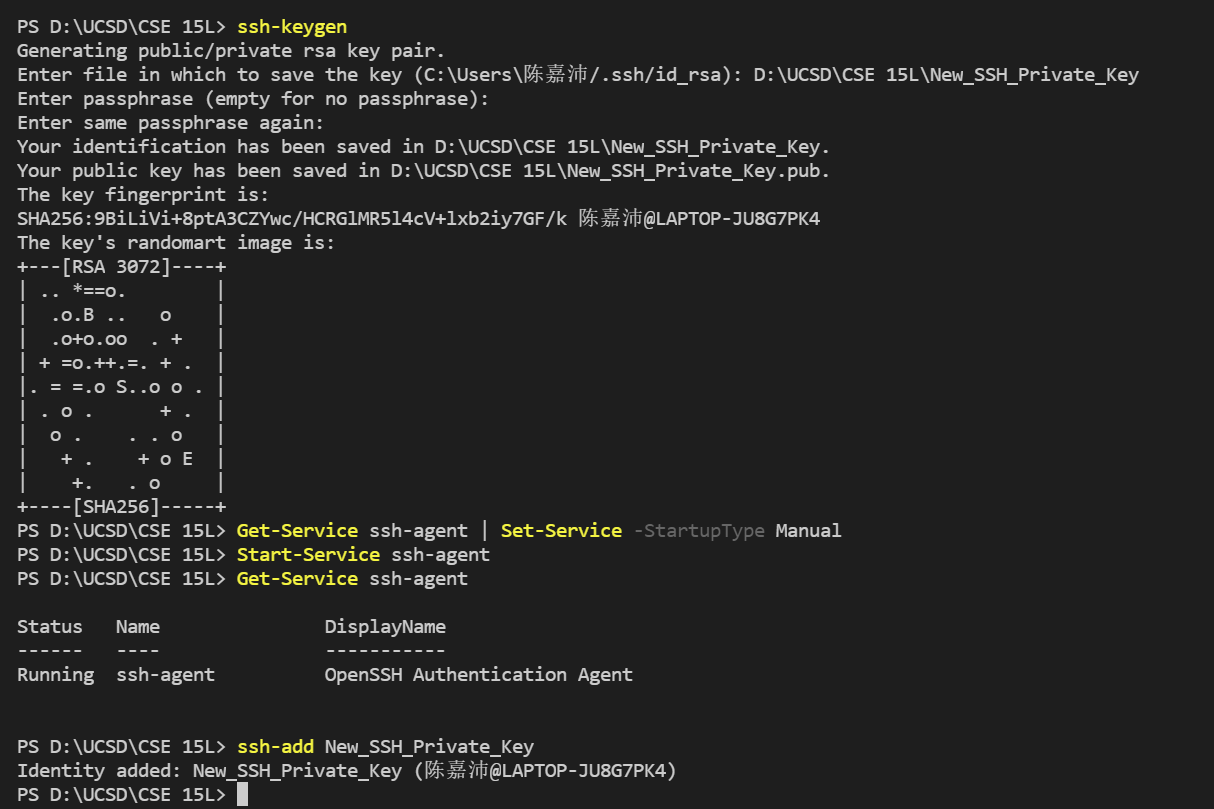 PS D:\UCSD\CSE 15L> ssh-keygen
Generating public/private rsa key pair.
Enter file in which to save the key (C:\Users\陈嘉沛/.ssh/id_rsa): D:\UCSD\CSE 15L\New_SSH_Private_Key
Enter passphrase (empty for no passphrase):
Enter same passphrase again:
Your identification has been saved in D:\UCSD\CSE 15L\New_SSH_Private_Key.
Your public key has been saved in D:\UCSD\CSE 15L\New_SSH_Private_Key.pub.
The key fingerprint is:
SHA256:9BiLiVi+8ptA3CZYwc/HCRGlMR5l4cV+lxb2iy7GF/k 陈嘉沛@LAPTOP-JU8G7PK4
The key's randomart image is:
+---[RSA 3072]----+
| .. *==o.        |
|  .o.B ..   o    |
|  .o+o.oo  . +   |
| + =o.++.=. + .  |
|. = =.o S..o o . |
| . o .      + .  |
|  o .    . . o   |
|   + .    + o E  |
|    +.   . o     |
+----[SHA256]-----+
PS D:\UCSD\CSE 15L> Get-Service ssh-agent | Set-Service -StartupType Manual
PS D:\UCSD\CSE 15L> Start-Service ssh-agent
PS D:\UCSD\CSE 15L> Get-Service ssh-agent
Status   Name               DisplayName
------   ----               -----------
Running  ssh-agent          OpenSSH Authentication Agent
PS D:\UCSD\CSE 15L> ssh-add New_SSH_Private_Key
Identity added: New_SSH_Private_Key (陈嘉沛@LAPTOP-JU8G7PK4)
PS D:\UCSD\CSE 15L>